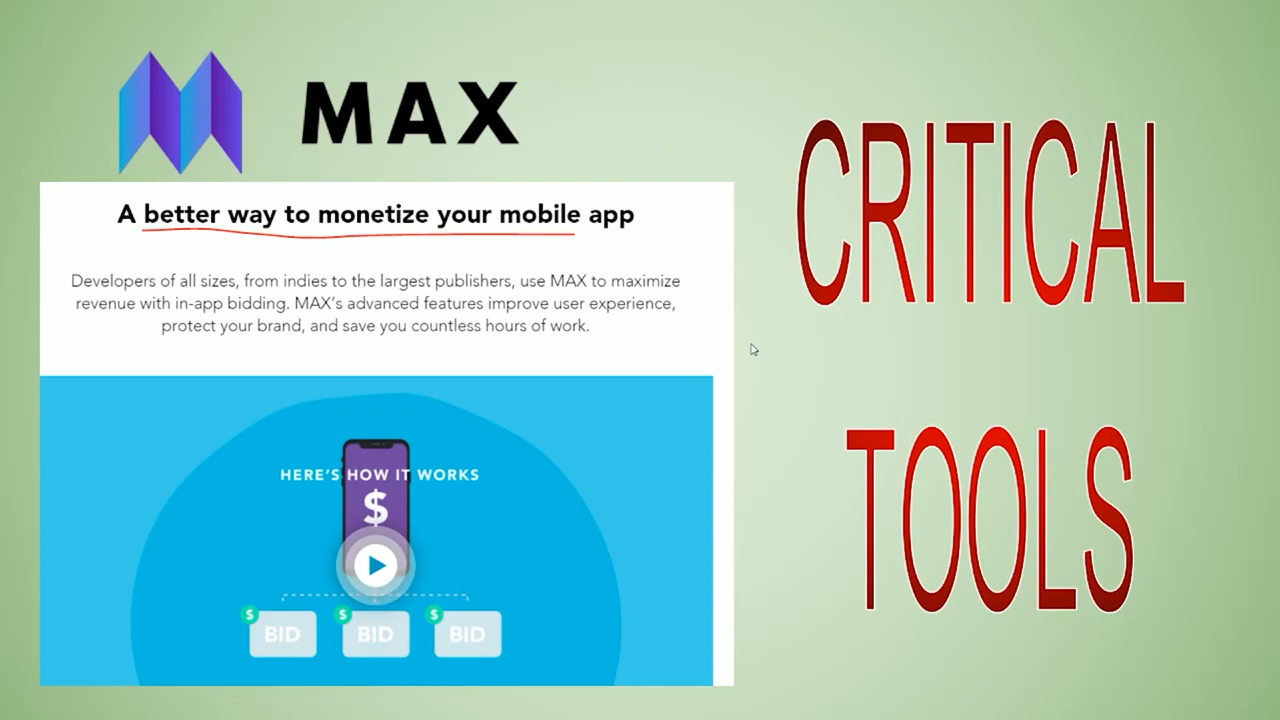 MAX
A better way to monetize your mobile app
Developers of all sizes, from indies to the largest publishers, use MAX to maximize
revenue with in-app bidding. MAX's advanced features improve user experience,
protect your brand, and save you countless hours of work.
HERE'S HOW IT WORKS
$
$ $ $
BID BID BID
CRITICAL
TOOLS